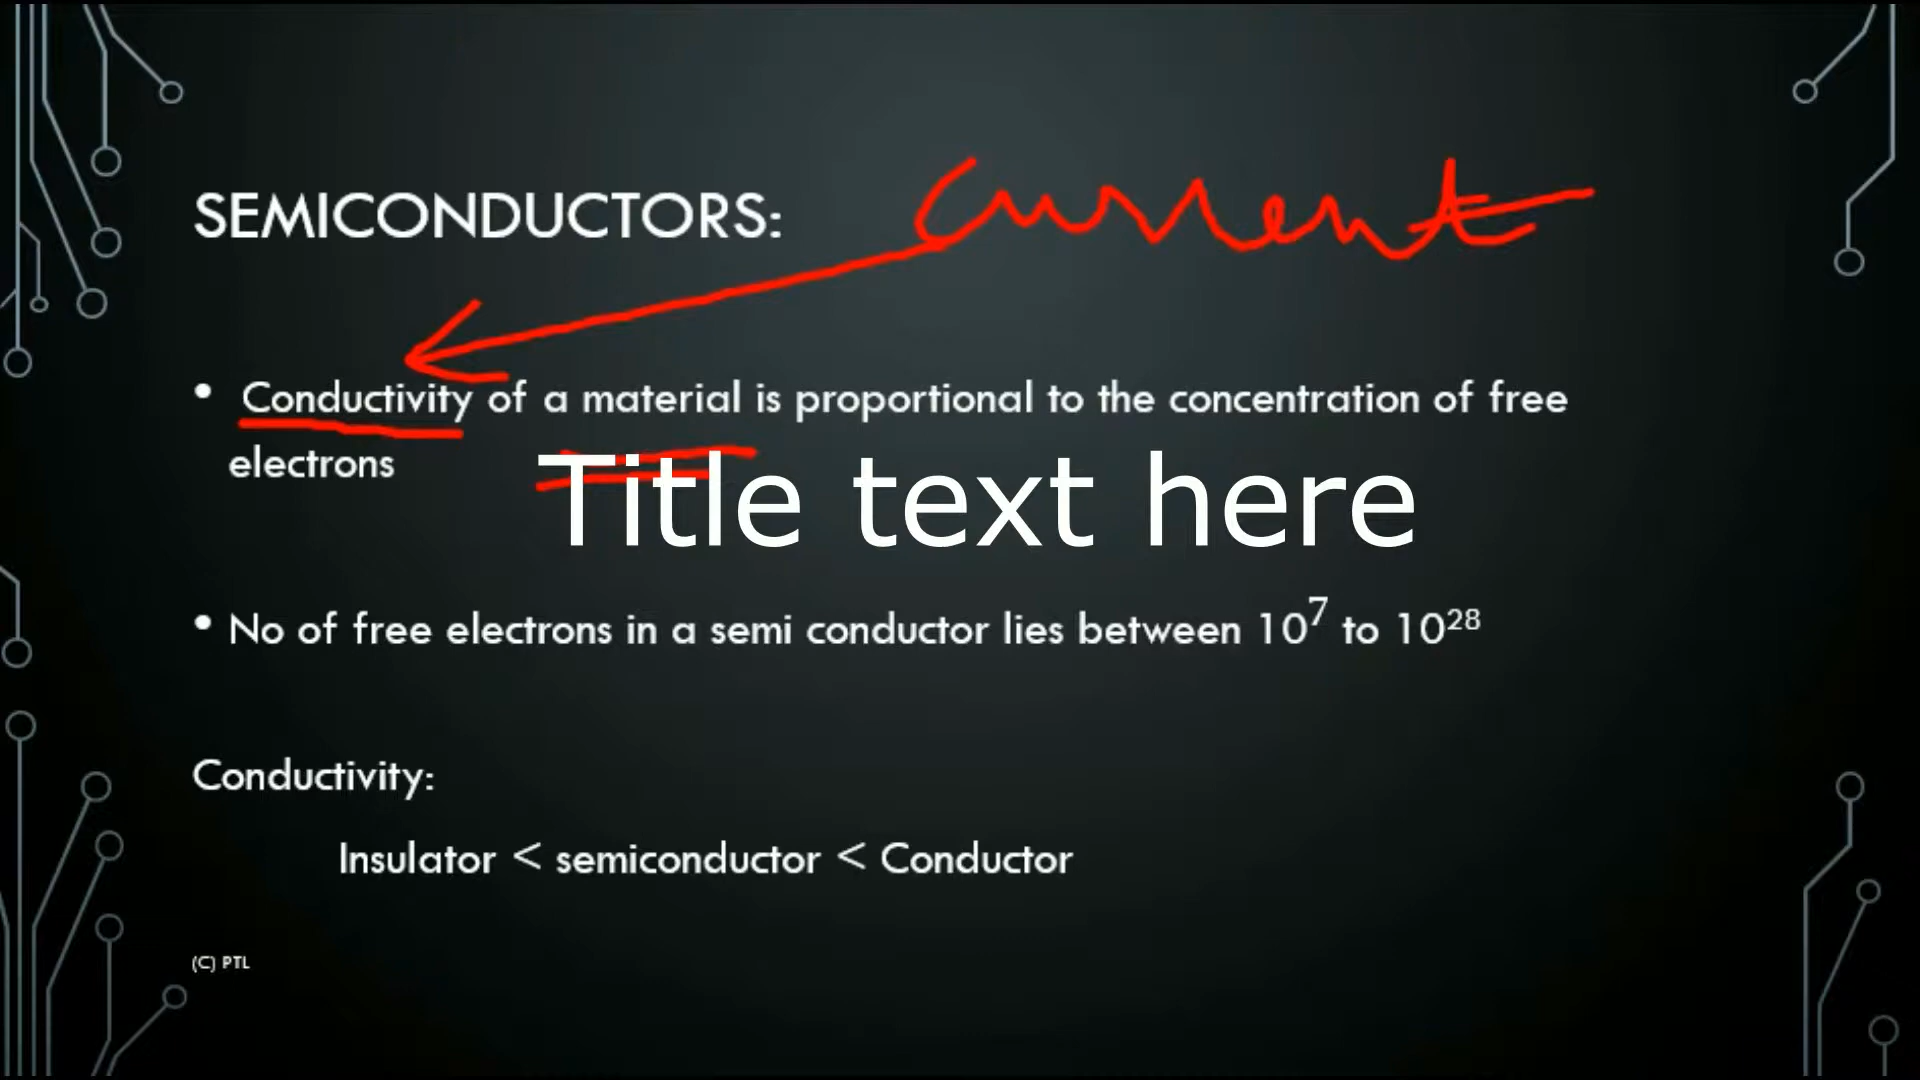 SEMICONDUCTORS:
current
• Conductivity of a material is proportional to the concentration of free
electrons
Title text here
• No of free electrons in a semi conductor lies between 10⁷ to 10²⁸
Conductivity:
Insulator < semiconductor < Conductor
(C) PTL